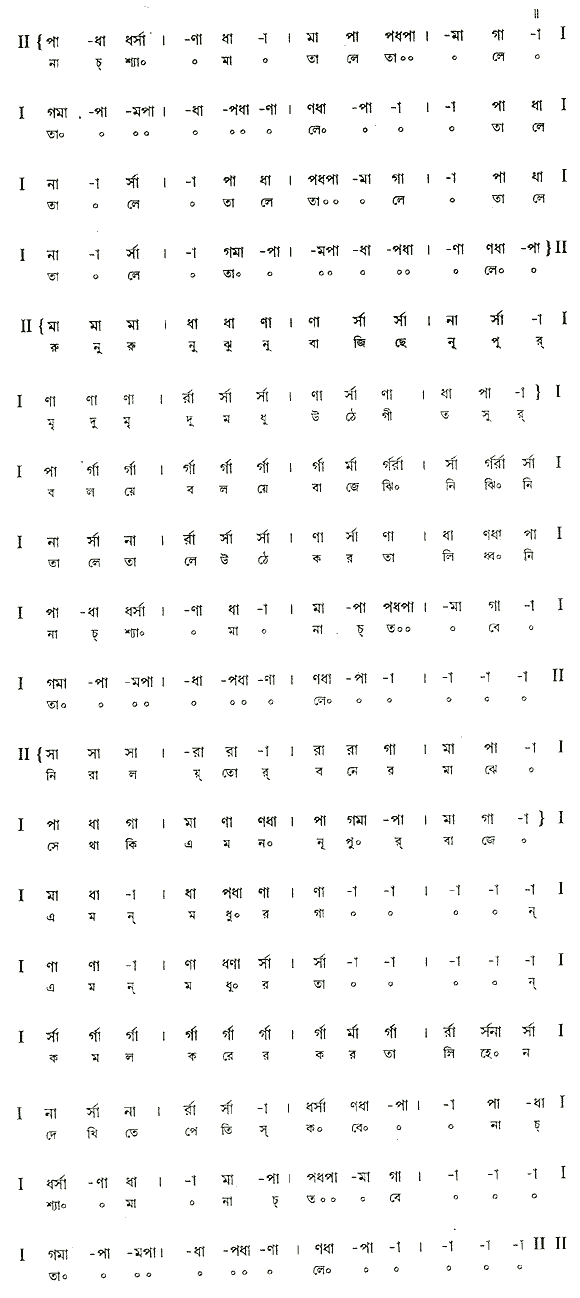 ॥
II { পা -ধা ধর্সা । -ণা ধা -া । মা পা পধপা । -মা গা -া I
না চ্ শ্যা০ ০ মা ০ তা লে তা০০ ০ লে ০
I গমা -পা -মপা । -ধা -পধা -ণা । ণধা -পা -া । -া পা ধা I
তা০ ০ ০০ ০ ০০ ০ লে০ ০ ০ ০ তা লে
I না -া র্সা । -া পা ধা । পধপা -মা গা । -া পা ধা I
তা ০ লে ০ তা লে তা০০ ০ লে ০ তা লে
I না -া র্সা । -া গমা -পা । -মপা -ধা -পধা । -ণা ণধা -পা } II
তা ০ লে ০ তা০ ০ ০০ ০ ০০ ০ লে০ ০
II { মা মা মা । ধা ধা ণা । ণা র্সা র্সা । না র্সা -া I
রু নু রু নু ঝু নু বা জি ছে নূ পু র্
I ণা ণা ণা । র্রা র্সা র্সা । ণা র্সা ণা । ধা পা -া } I
মৃ দু মৃ দু ম ধু উ ঠে গী ত সু র্
I পা র্গা র্গা । র্গা র্গা র্গা । র্গা র্মা র্গর্রা । র্সা র্গর্রা র্সা I
ব ল য়ে ব ল য়ে বা জে ঝি০ নি ঝি০ নি
I না র্সা না । র্রা র্সা র্সা । ণা র্সা ণা । ধা ণধা পা I
তা লে তা লে উ ঠে ক র তা লি ধ্ব০ নি
I পা -ধা ধর্সা । -ণা ধা -া । মা -পা পধপা । -মা গা -া I
না চ্ শ্যা০ ০ মা ০ না চ্ ত০০ ০ বে ০
I গমা -পা -মপা । -ধা -পধা -ণা । ণধা -পা -া । -া -া -া II
তা০ ০ ০০ ০ ০০ ০ লে০ ০ ০ ০ ০ ০
II { সা সা সা । -রা রা -া । রা রা গা । মা পা -া I
নি রা ল য়্ তোর্ ব নে র মা ঝে ০
I পা ধা গা । মা ণা ণধা । পা গমা -পা । মা গা -া } I
সে থা কি এ ম ন০ নূ পু০ র্ বা জে ০
I মা ধা -া । ধা পধা ণা । ণা -া -া । -া -া -া I
এ ম ন্ ম ধু০ র গা ০ ০ ০ ০ ন্
I ণা ণা -া । ণা ধণা র্সা । র্সা -া -া । -া -া -া I
এ ম ন্ ম ধু০ র তা ০ ০ ০ ০ ন্
I র্সা র্গা র্গা । র্গা র্গা র্গা । র্গা র্মা র্গা । র্রা র্সনা র্সা I
ক ম ল ক রে র ক র তা লি হে০ ন
I না র্সা না । র্রা র্সা -া । ধর্সা ণধা -পা । -া পা -ধা I
দে খি তে পে তি স্ ক০ বে০ ০ ০ না চ্
I ধর্সা -ণা ধা । -া মা -পা । পধপা -মা গা । -া -া -া I
শ্যা০ ০ মা ০ না চ্ ত০০ ০ বে ০ ০ ০
I গমা -পা -মপা । -ধা -পধা -ণা । ণধা -পা -া । -া -া -া II II
তা০ ০ ০০ ০ ০০ ০ লে০ ০ ০ ০ ০ ০